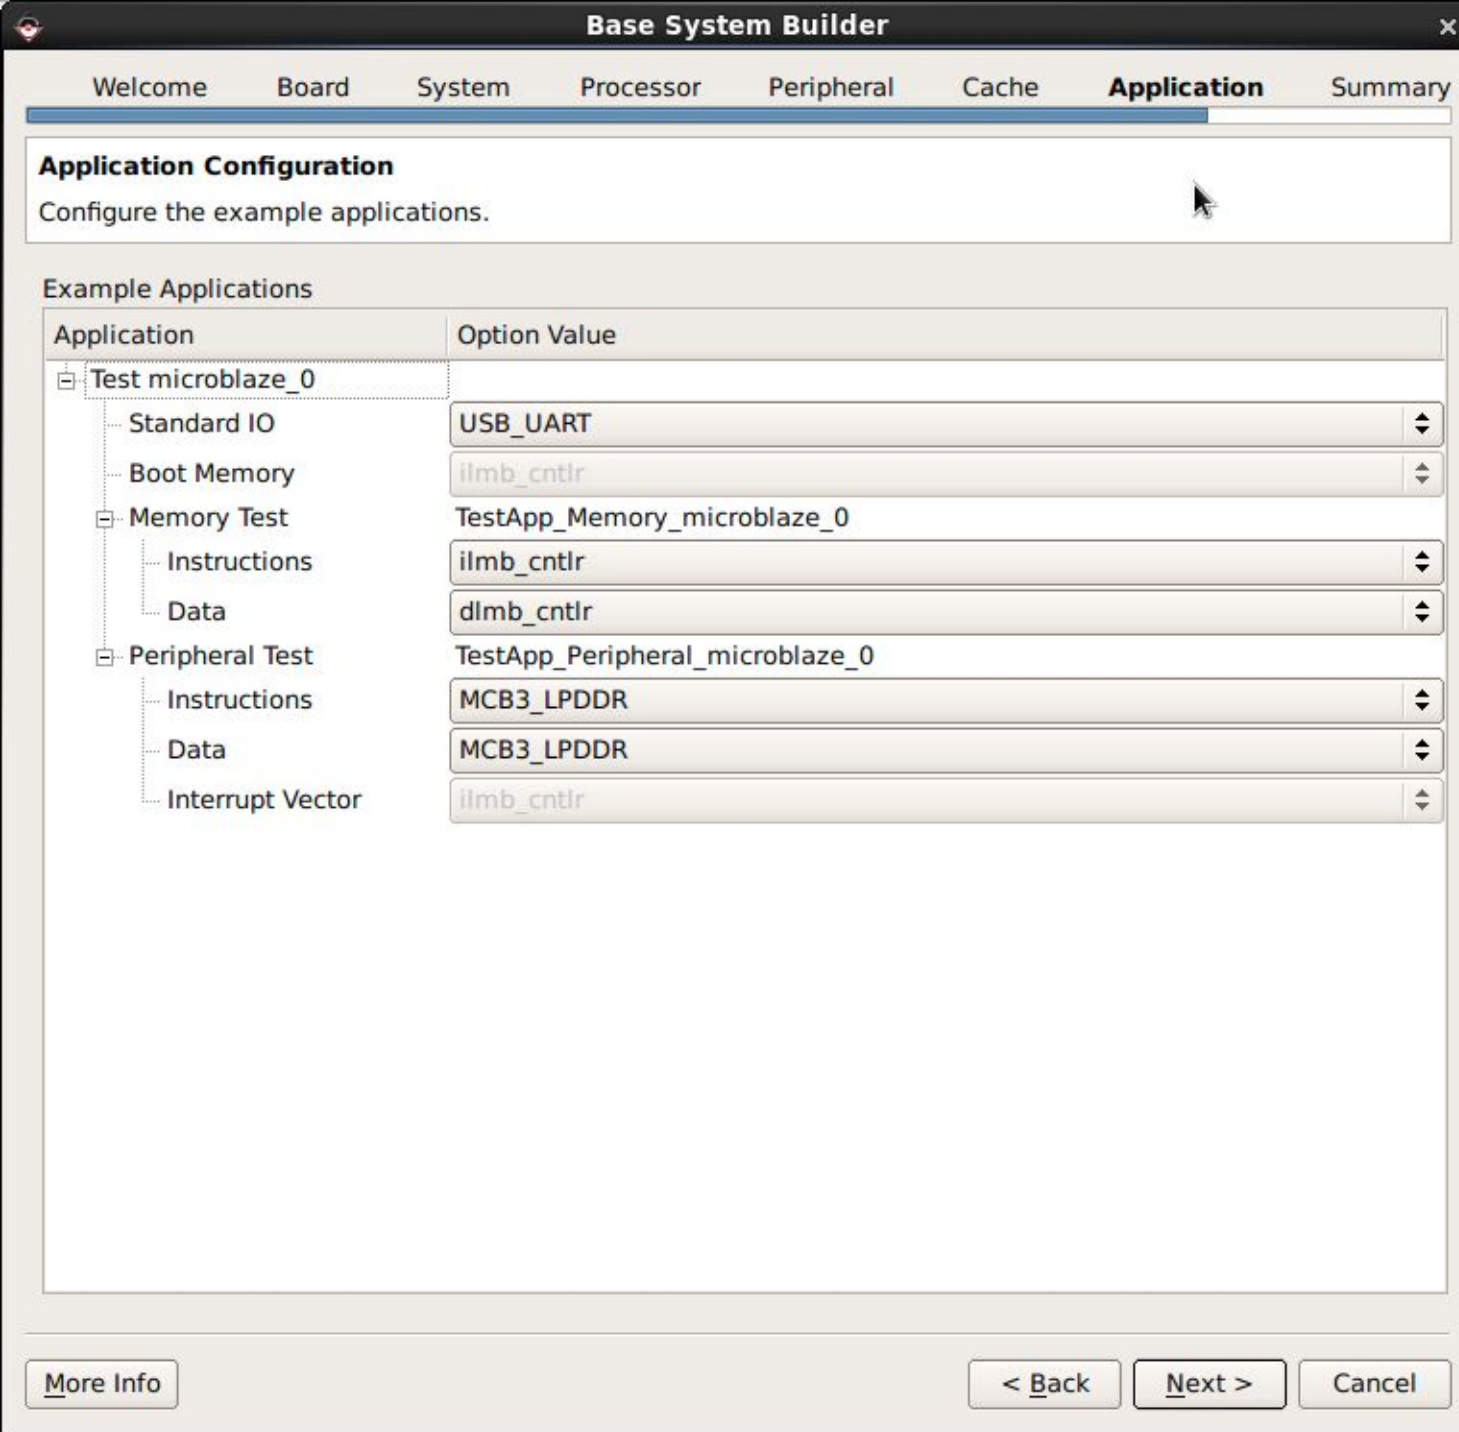 Base System Builder
Welcome Board System Processor Peripheral Cache Application Summary
Application Configuration
Configure the example applications.
Example Applications
Application Option Value
Test microblaze_0
Standard IO USB_UART
Boot Memory ilmb_cntlr
Memory Test TestApp_Memory_microblaze_0
Instructions ilmb_cntlr
Data dlmb_cntlr
Peripheral Test TestApp_Peripheral_microblaze_0
Instructions MCB3_LPDDR
Data MCB3_LPDDR
Interrupt Vector ilmb_cntlr
More Info < Back Next > Cancel